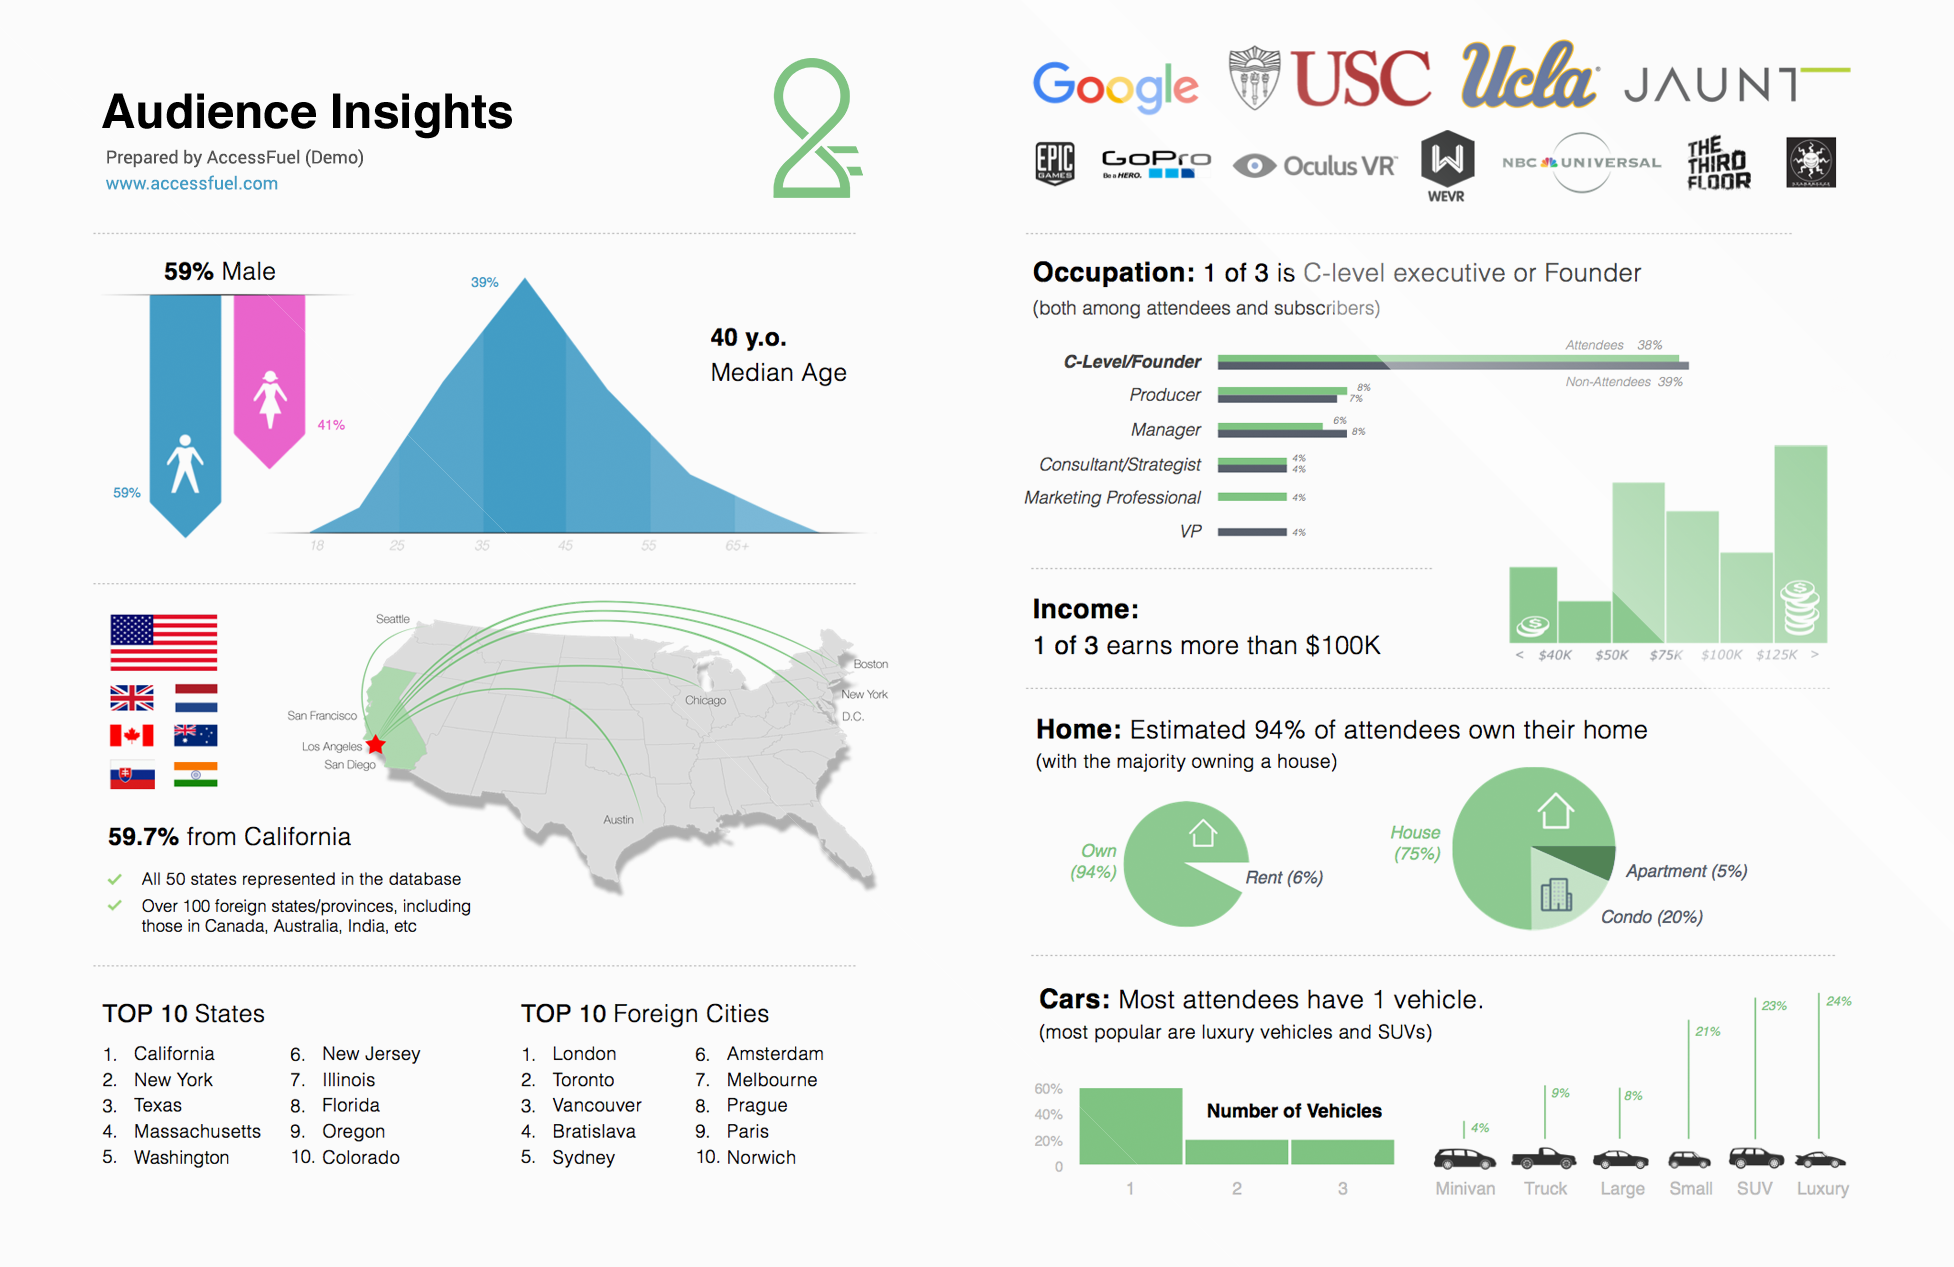 Audience Insights
Prepared by AccessFuel (Demo)
www.accessfuel.com
59% Male
59%
41%
39%
40 y.o.
Median Age
18 25 35 45 55 65+
Seattle
San Francisco
Los Angeles
San Diego
Austin
Chicago
Boston
New York
D.C.
59.7% from California
All 50 states represented in the database
Over 100 foreign states/provinces, including
those in Canada, Australia, India, etc
TOP 10 States
1. California
2. New York
3. Texas
4. Massachusetts
5. Washington
6. New Jersey
7. Illinois
8. Florida
9. Oregon
10. Colorado
TOP 10 Foreign Cities
1. London
2. Toronto
3. Vancouver
4. Bratislava
5. Sydney
6. Amsterdam
7. Melbourne
8. Prague
9. Paris
10. Norwich
Google USC Ucla JAUNT
EPIC
GAMES
GoPro
Be a HERO.
Oculus VR™
W
WEVR
NBC UNIVERSAL
THE
THIRD
FLOOR
Occupation: 1 of 3 is C-level executive or Founder
(both among attendees and subscribers)
C-Level/Founder
Attendees 38%
Non-Attendees 39%
Producer 8%
7%
Manager 6%
8%
Consultant/Strategist 4%
4%
Marketing Professional 4%
VP 4%
Income:
1 of 3 earns more than $100K
$ $
< $40K $50K $75K $100K $125K >
Home: Estimated 94% of attendees own their home
(with the majority owning a house)
Own
(94%)
Rent (6%)
House
(75%)
Apartment (5%)
Condo (20%)
Cars: Most attendees have 1 vehicle.
(most popular are luxury vehicles and SUVs)
Number of Vehicles
60%
40%
20%
0
1 2 3
4% 9% 8% 21% 23% 24%
Minivan Truck Large Small SUV Luxury